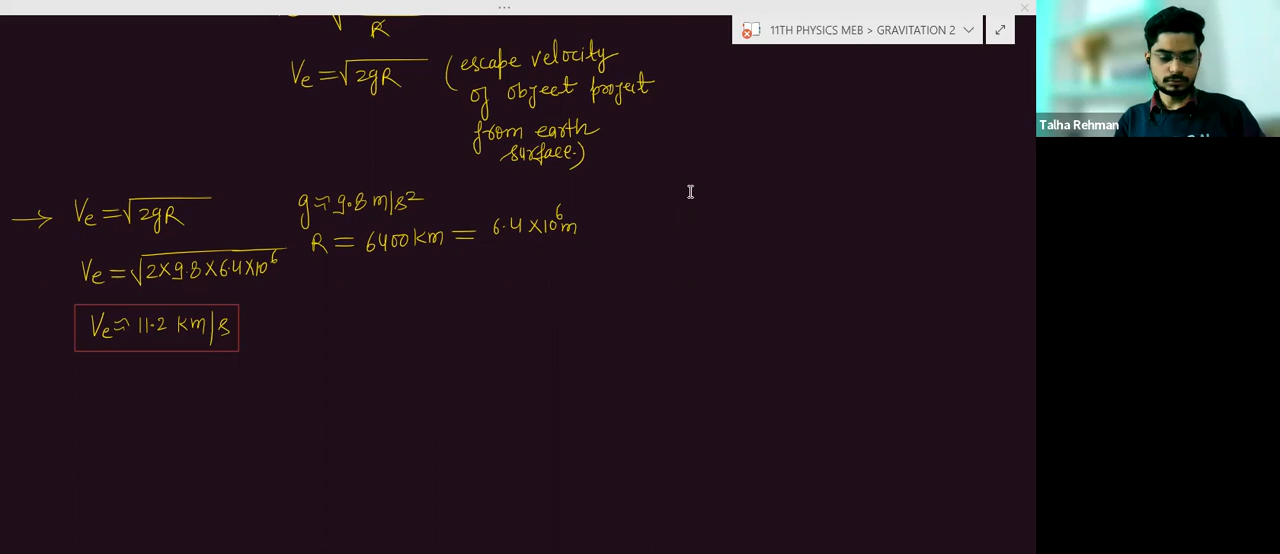 ...
11TH PHYSICS MEB > GRAVITATION 2
Talha Rehman
R
Ve = √2gR (escape velocity
of object project
from earth
surface.)
→ Ve = √2gR g ≈ 9.8 m/s²
R = 6400 km = 6.4 × 10⁶ m
Ve = √2×9.8×6.4×10⁶
Ve ≈ 11.2 km/s